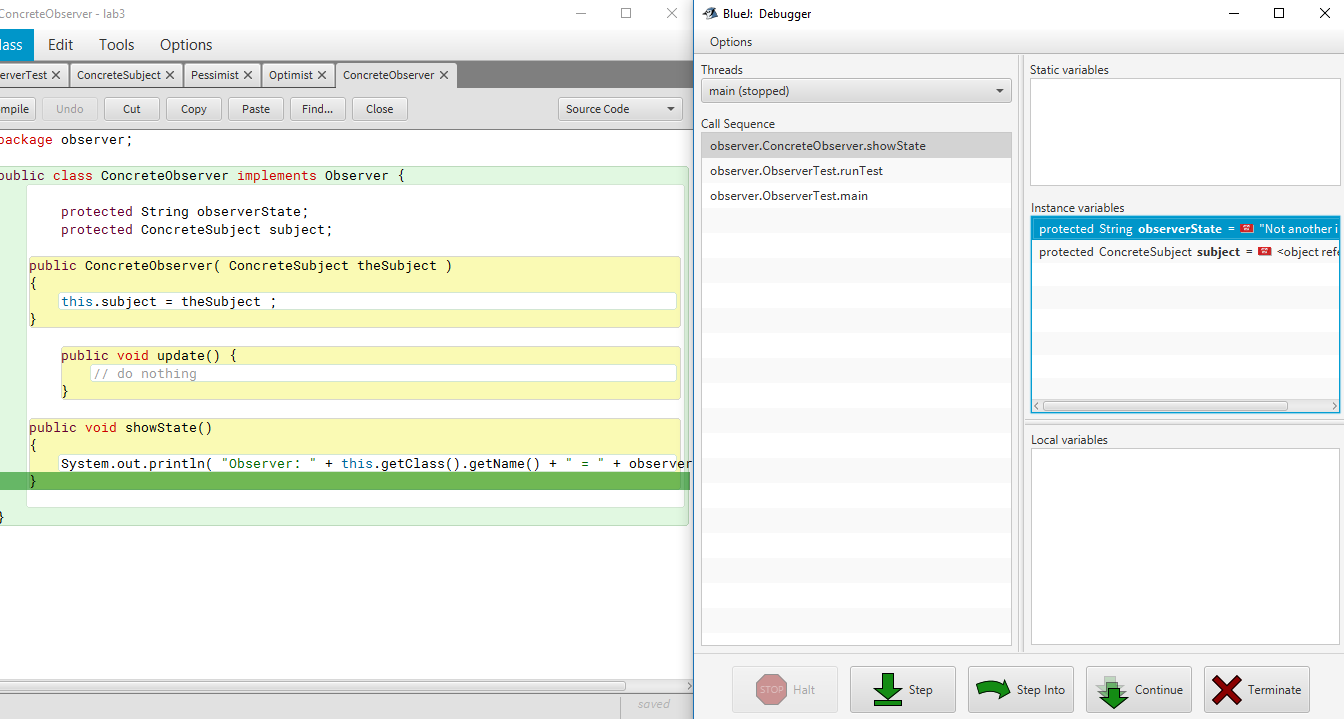 ConcreteObserver - lab3
Edit Tools Options
ConcreteSubject Pessimist Optimist ConcreteObserver
Undo Cut Copy Paste Find... Close Source Code
package observer;
public class ConcreteObserver implements Observer {
protected String observerState;
protected ConcreteSubject subject;
public ConcreteObserver( ConcreteSubject theSubject )
{
this.subject = theSubject ;
}
public void update() {
// do nothing
}
public void showState()
{
System.out.println( "Observer: " + this.getClass().getName() + " = " + observer
}
}
saved
BlueJ: Debugger
Options
Threads
main (stopped)
Call Sequence
observer.ConcreteObserver.showState
observer.ObserverTest.runTest
observer.ObserverTest.main
Static variables
Instance variables
protected String observerState = "Not another i
protected ConcreteSubject subject = <object refe
Local variables
STOP Halt Step Step Into Continue Terminate